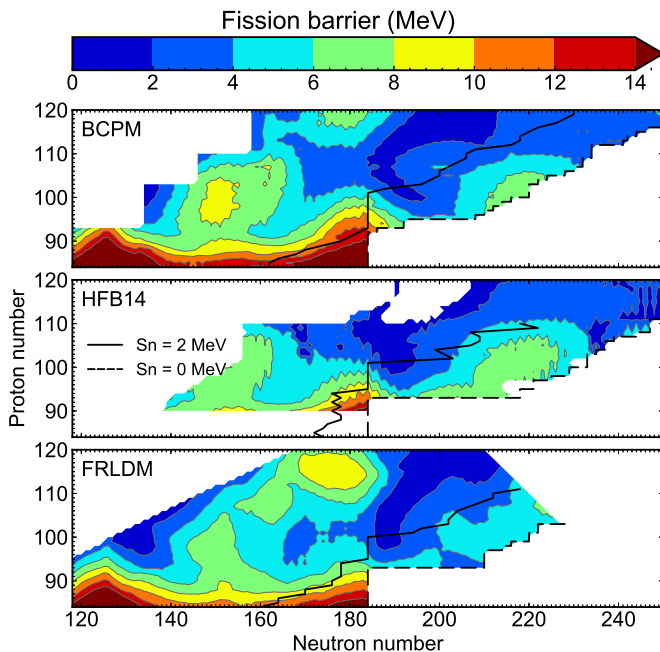 Fission barrier (MeV)
0 2 4 6 8 10 12 14
120
BCPM
110
100
90
120
HFB14
110
Sn = 2 MeV
100
Sn = 0 MeV
90
Proton number
120
FRLDM
110
100
90
120 140 160 180 200 220 240
Neutron number